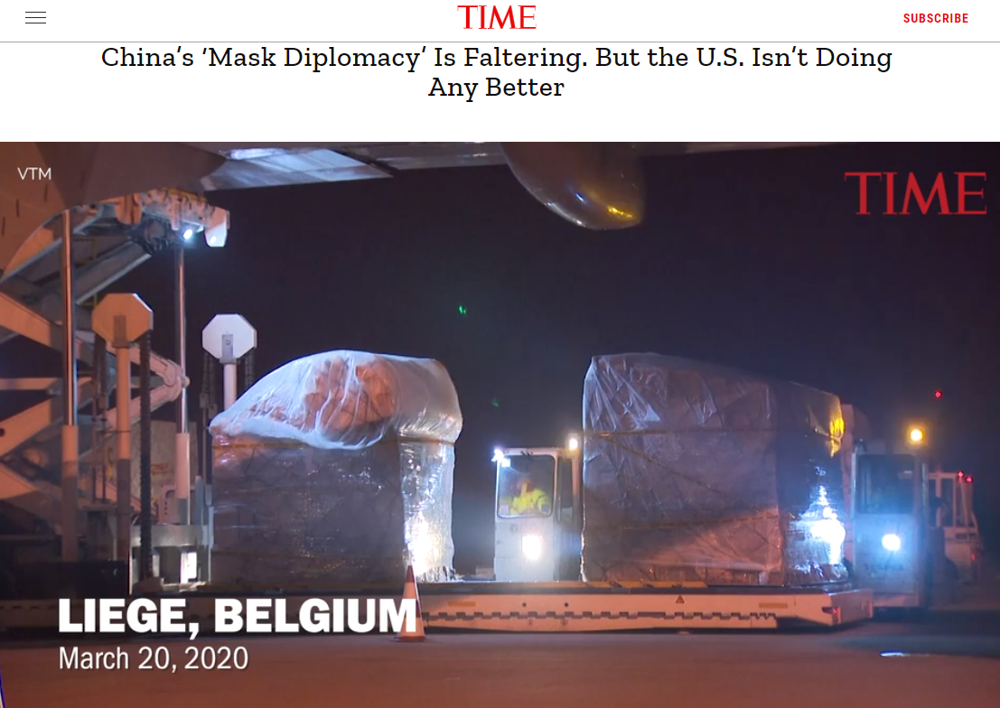 TIME
SUBSCRIBE
China’s ‘Mask Diplomacy’ Is Faltering. But the U.S. Isn’t Doing
Any Better
VTM
TIME
LIEGE, BELGIUM
March 20, 2020